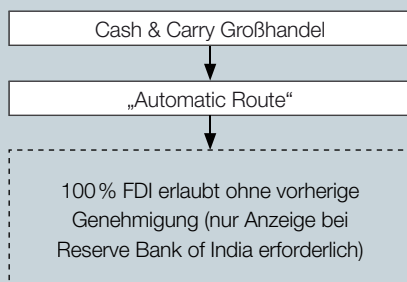 Cash & Carry Großhandel
„Automatic Route“
100 % FDI erlaubt ohne vorherige
Genehmigung (nur Anzeige bei
Reserve Bank of India erforderlich)